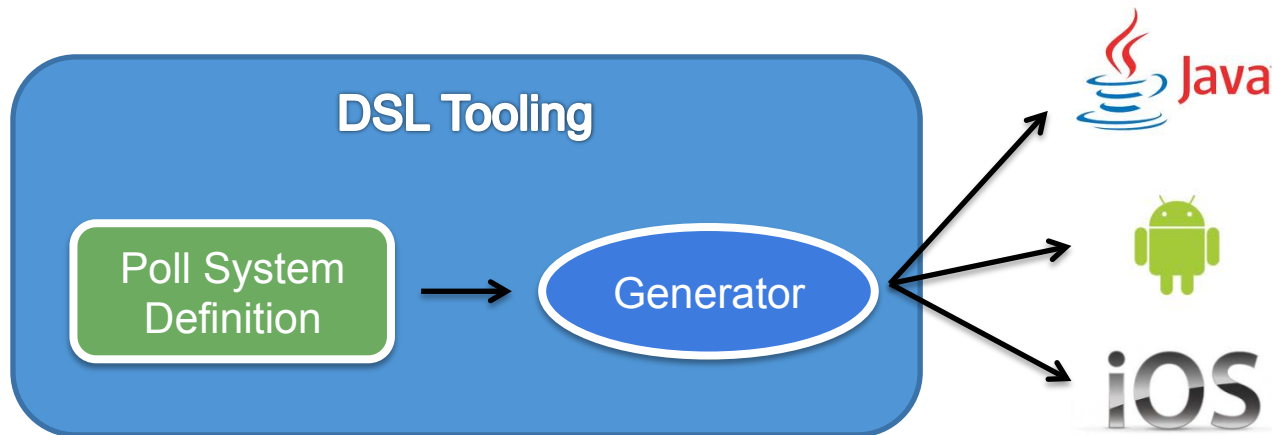 DSL Tooling
Poll System
Definition
Generator
Java
iOS